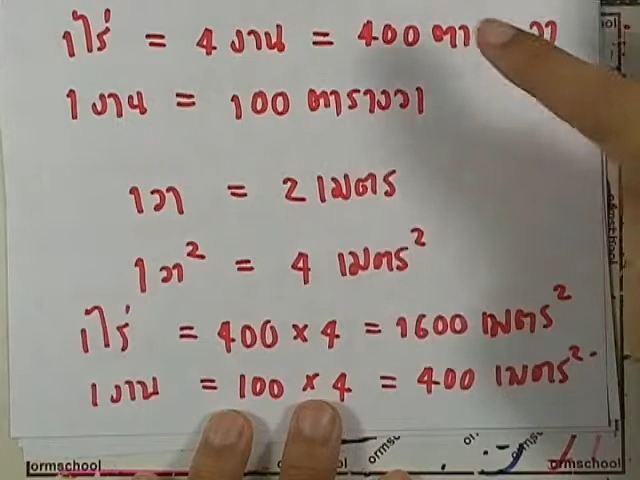 1ไร่ = 4 งาน = 400
1 งาน = 100 ตารางวา
1วา = 2 เมตร
1วา² = 4 เมตร²
1ไร่ = 400 × 4 = 1600 เมตร²
1 งาน = 100 × 4 = 400 เมตร²
ormschool ormschool